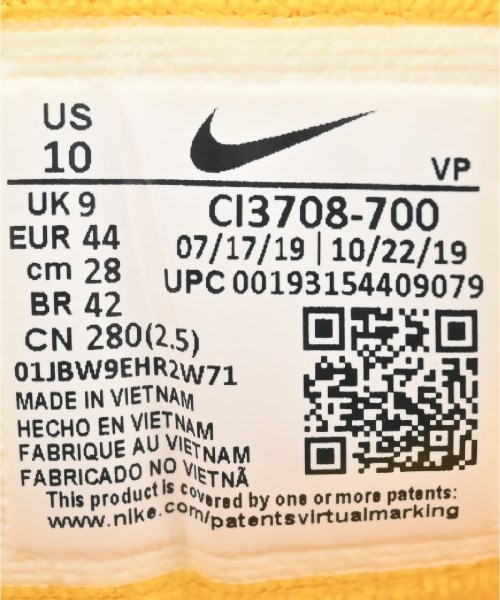 US
10
VP
UK 9
EUR 44
cm 28
BR 42
CN 280(2.5)
CI3708-700
07/17/19 | 10/22/19
UPC 00193154409079
01JBW9EHR2W71
MADE IN VIETNAM
HECHO EN VIETNAM
FABRIQUE AU VIETNAM
FABRICADO NO VIETNÃ
This product is covered by one or more patents:
www.nike.com/patentsvirtualmarking